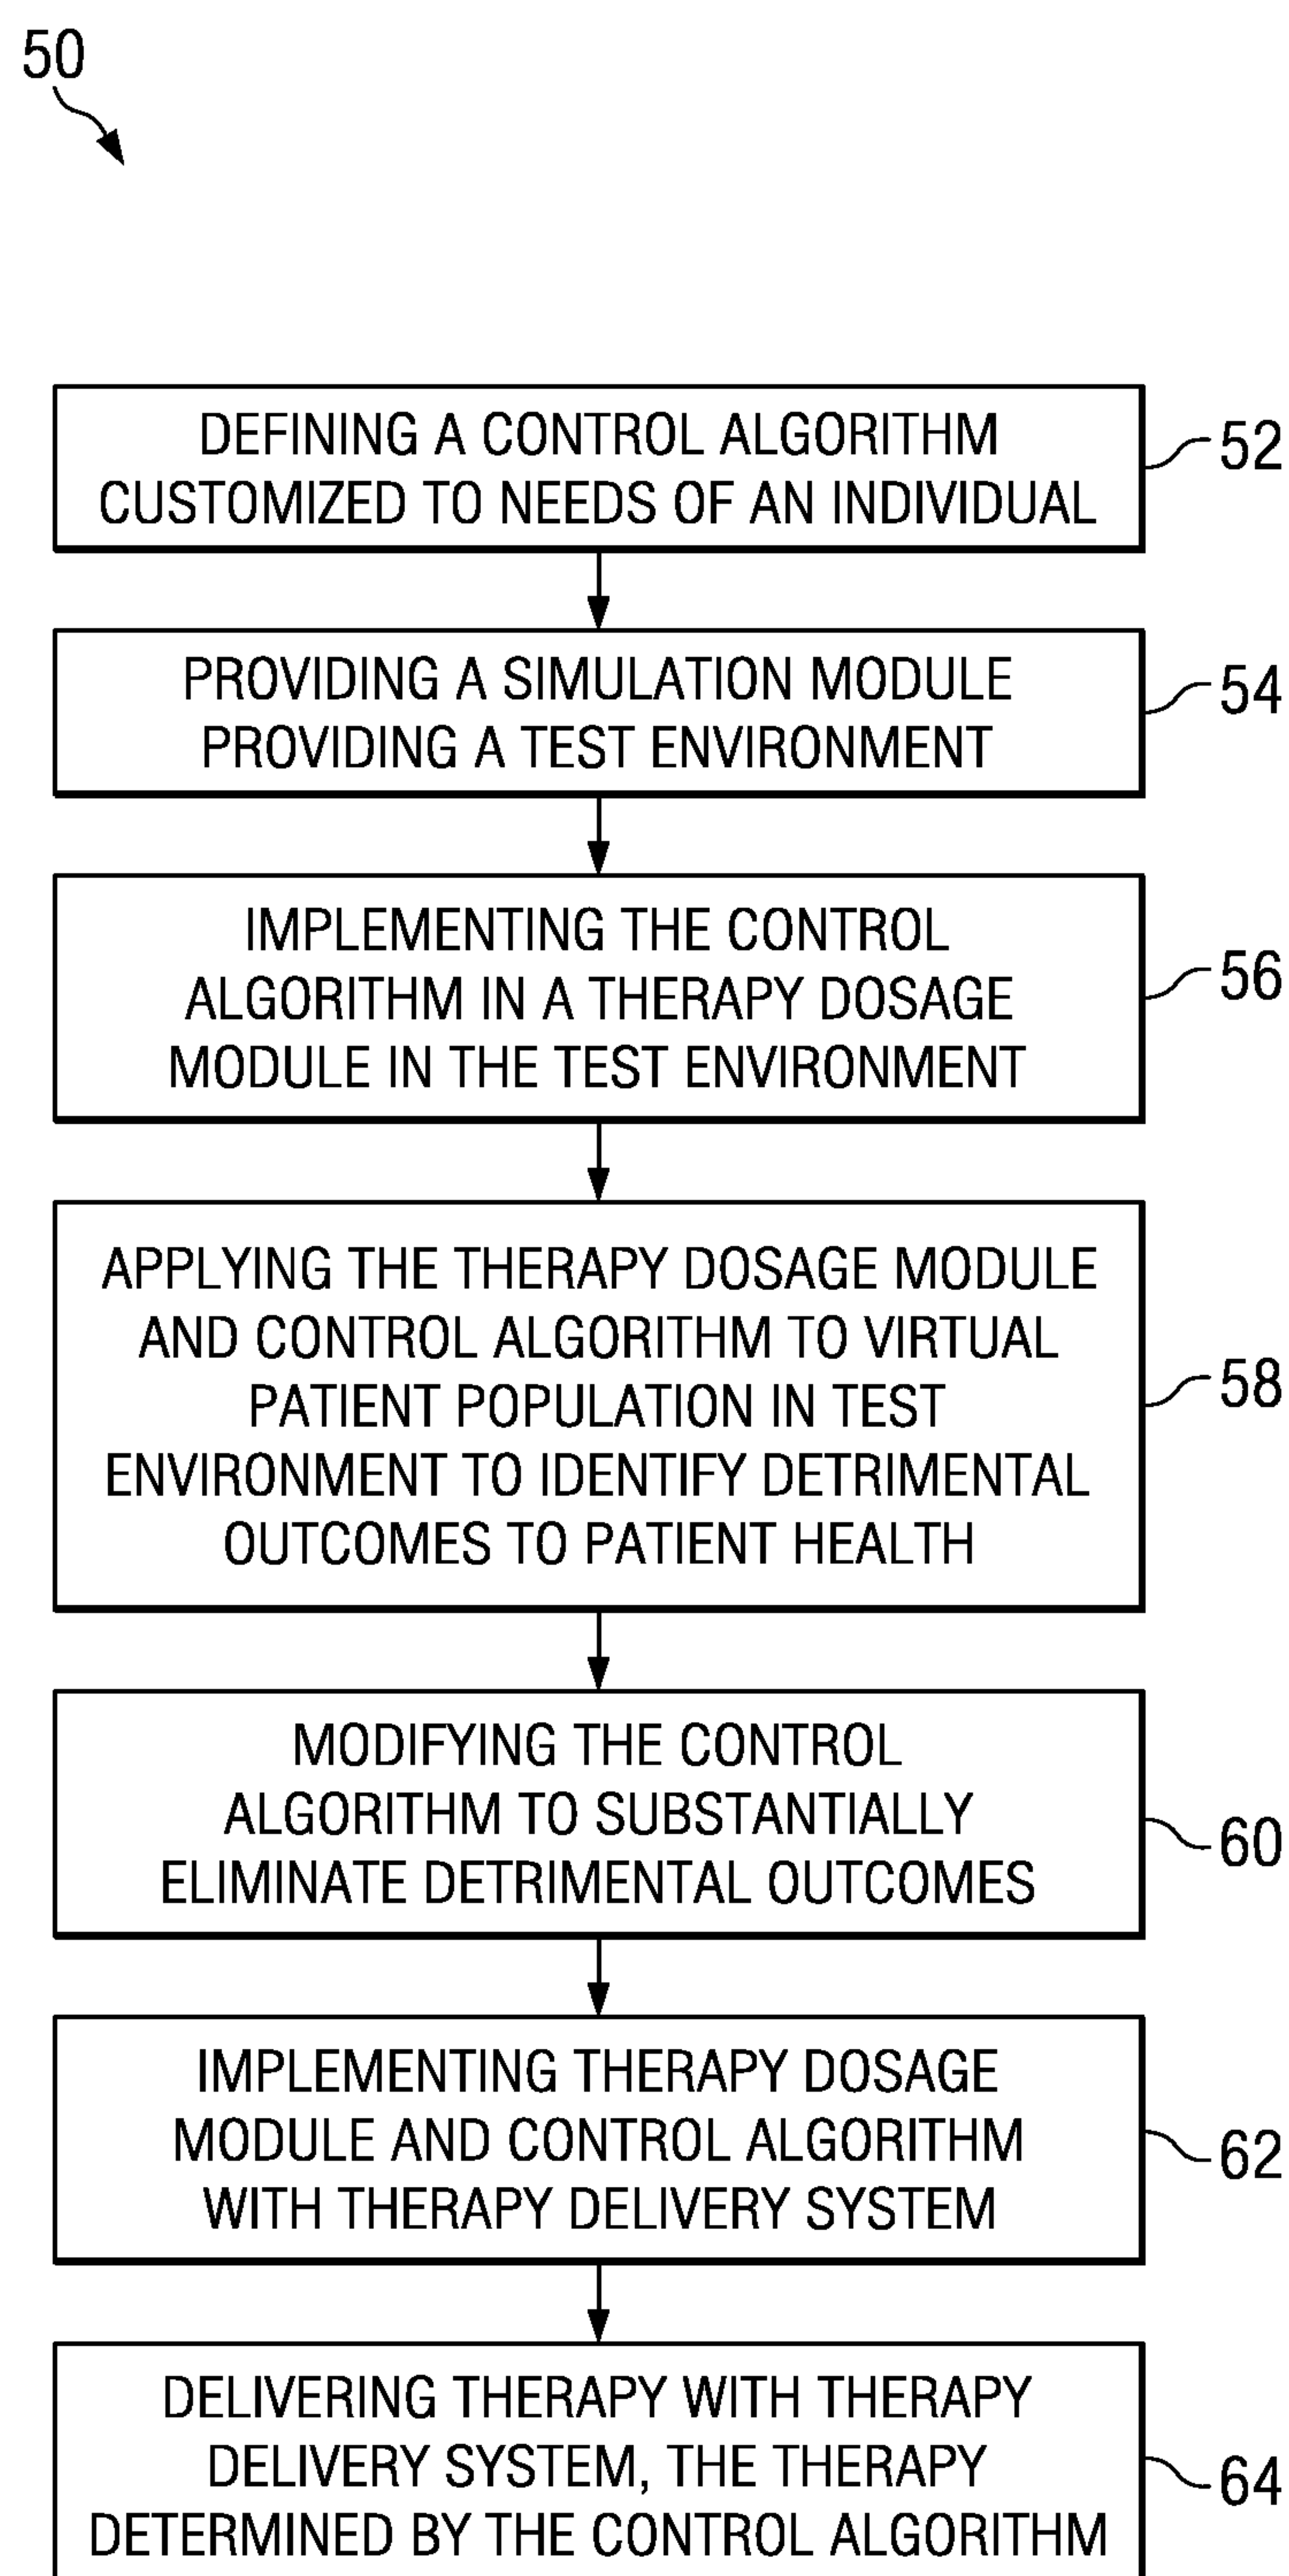 50
DEFINING A CONTROL ALGORITHM
CUSTOMIZED TO NEEDS OF AN INDIVIDUAL
52
PROVIDING A SIMULATION MODULE
PROVIDING A TEST ENVIRONMENT
54
IMPLEMENTING THE CONTROL
ALGORITHM IN A THERAPY DOSAGE
MODULE IN THE TEST ENVIRONMENT
56
APPLYING THE THERAPY DOSAGE MODULE
AND CONTROL ALGORITHM TO VIRTUAL
PATIENT POPULATION IN TEST
ENVIRONMENT TO IDENTIFY DETRIMENTAL
OUTCOMES TO PATIENT HEALTH
58
MODIFYING THE CONTROL
ALGORITHM TO SUBSTANTIALLY
ELIMINATE DETRIMENTAL OUTCOMES
60
IMPLEMENTING THERAPY DOSAGE
MODULE AND CONTROL ALGORITHM
WITH THERAPY DELIVERY SYSTEM
62
DELIVERING THERAPY WITH THERAPY
DELIVERY SYSTEM, THE THERAPY
DETERMINED BY THE CONTROL ALGORITHM
64